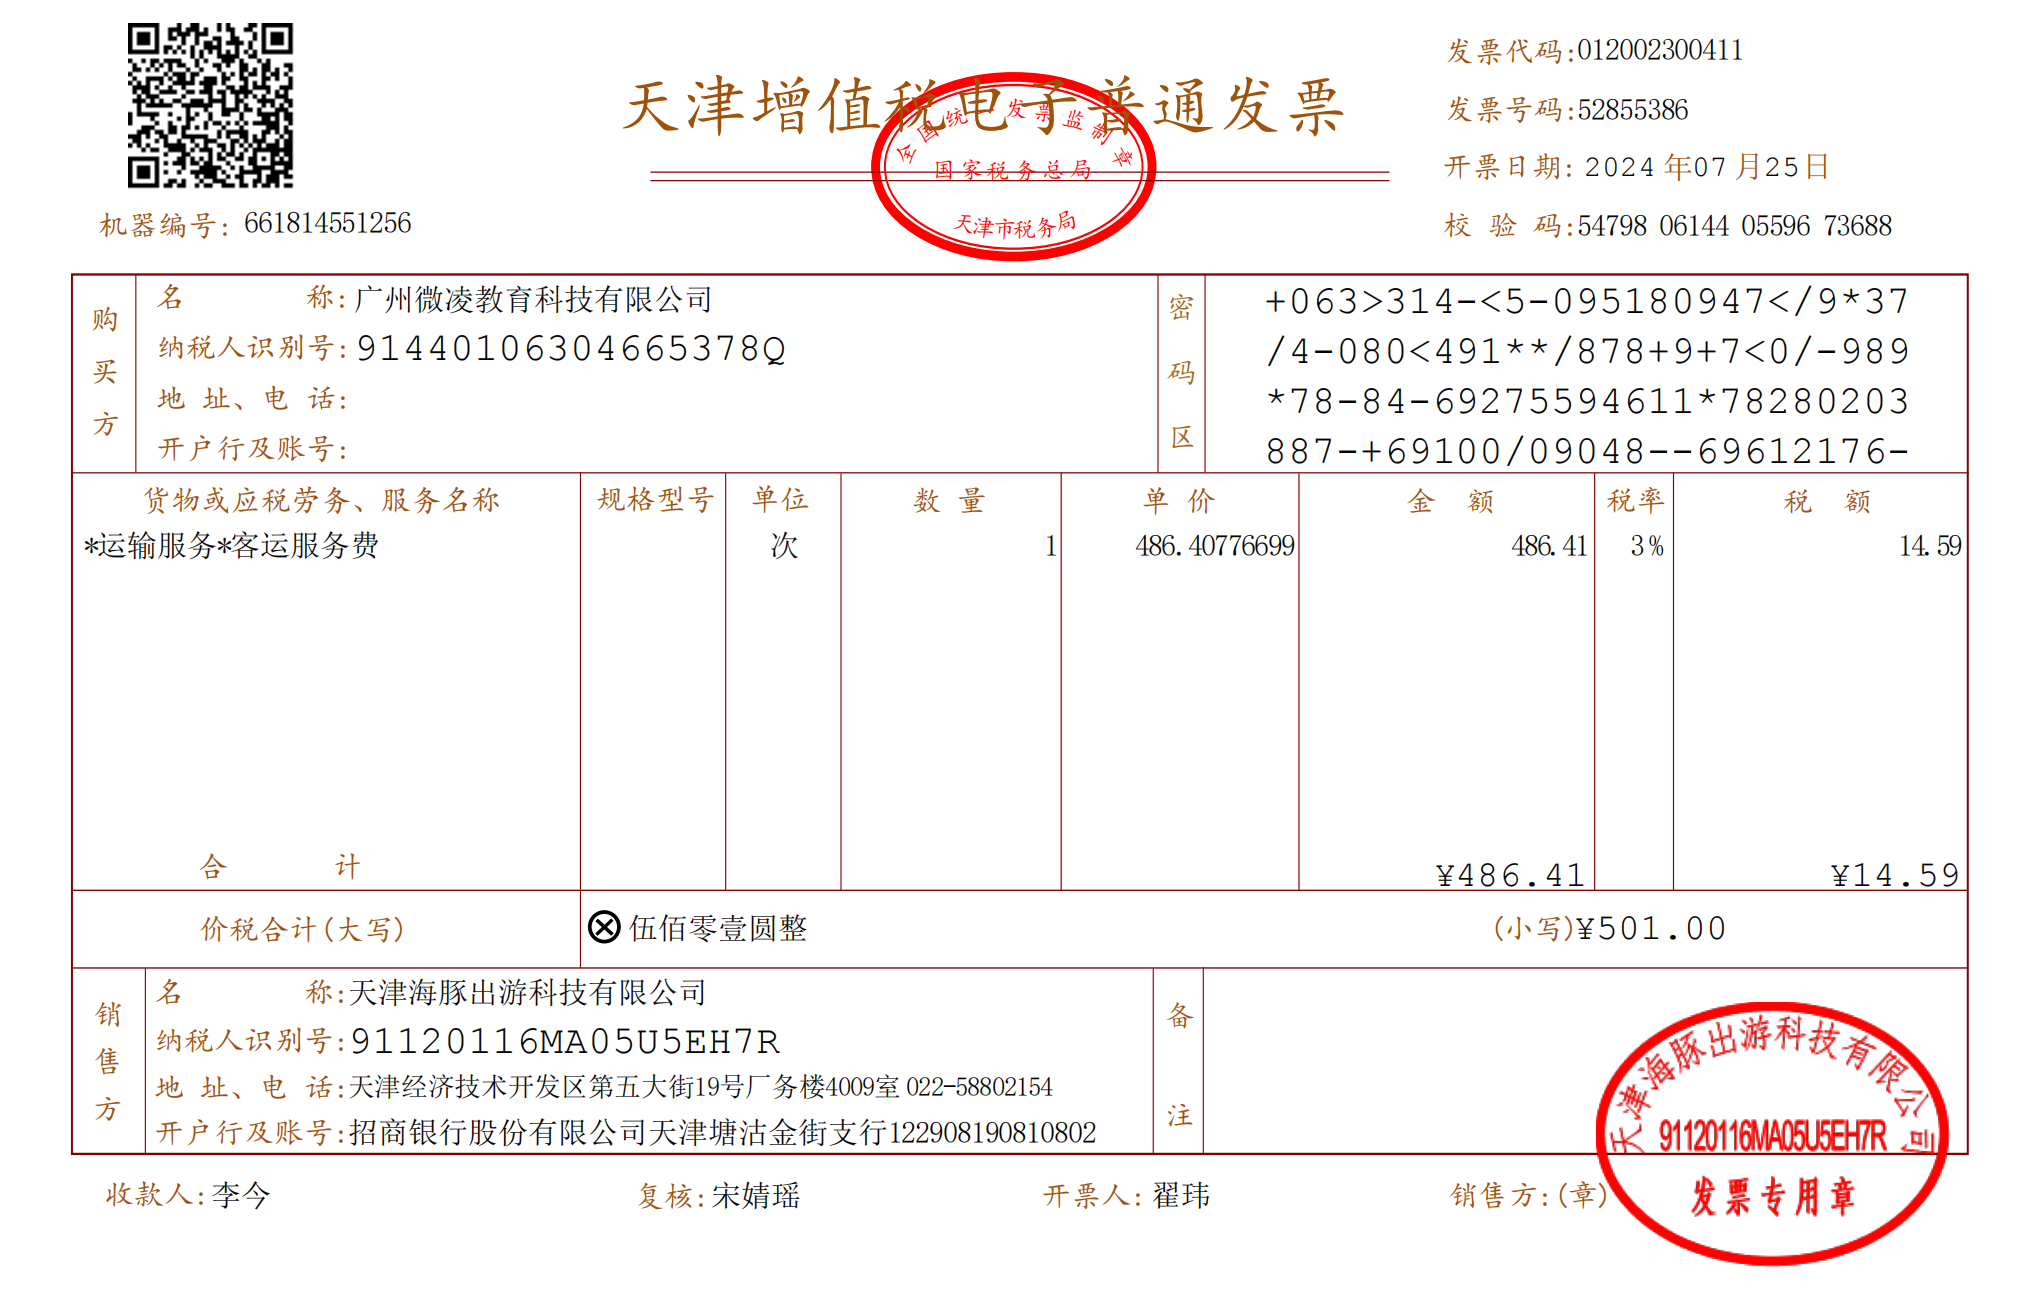 发票代码:012002300411
天津增值税电子普通发票
发票号码:52855386
全国统一发票监制章
国家税务总局
天津市税务局
开票日期: 2024 年07 月25日
机器编号: 661814551256
校 验 码:54798 06144 05596 73688
购买方
名 称: 广州微凌教育科技有限公司
纳税人识别号: 91440106304665378Q
地 址、电 话:
开户行及账号:
密码区
+063>314-<5-095180947</9*37
/4-080<491**/878+9+7<0/-989
*78-84-69275594611*78280203
887-+69100/09048--69612176-
货物或应税劳务、服务名称 规格型号 单位 数 量 单 价 金 额 税率 税 额
*运输服务*客运服务费 次 1 486.40776699 486.41 3% 14.59
合 计 ¥486.41 ¥14.59
价税合计(大写) ⊗ 伍佰零壹圆整 (小写)¥501.00
销售方
名 称:天津海豚出游科技有限公司
纳税人识别号:91120116MA05U5EH7R
地 址、电 话:天津经济技术开发区第五大街19号厂务楼4009室 022-58802154
开户行及账号:招商银行股份有限公司天津塘沽金街支行122908190810802
备注
天津海豚出游科技有限公司
91120116MA05U5EH7R
发票专用章
收款人:李今 复核:宋婧瑶 开票人: 翟玮 销售方:(章)